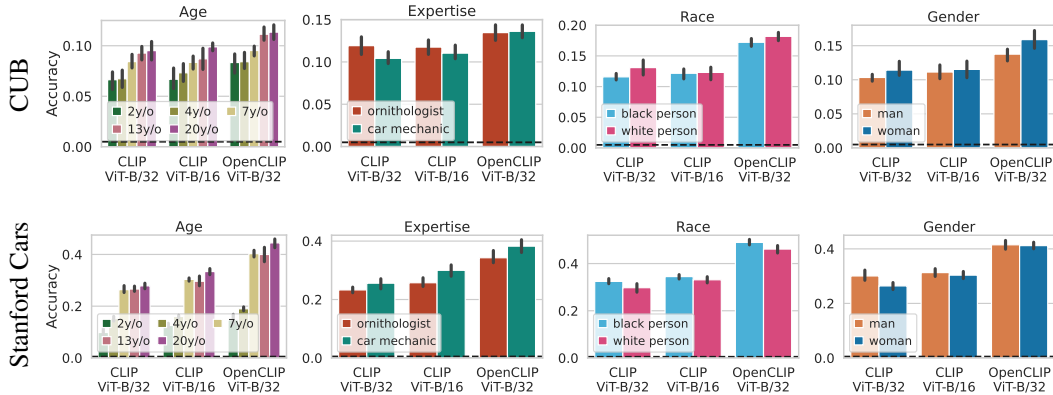 CUB
Age
Accuracy
0.10
0.05
0.00
2y/o 4y/o 7y/o
13y/o 20y/o
CLIP CLIP OpenCLIP
ViT-B/32 ViT-B/16 ViT-B/32
Expertise
0.15
0.10
0.05
0.00
ornithologist
car mechanic
CLIP CLIP OpenCLIP
ViT-B/32 ViT-B/16 ViT-B/32
Race
0.20
0.15
0.10
0.05
0.00
black person
white person
CLIP CLIP OpenCLIP
ViT-B/32 ViT-B/16 ViT-B/32
Gender
0.15
0.10
0.05
0.00
man
woman
CLIP CLIP OpenCLIP
ViT-B/32 ViT-B/16 ViT-B/32
Stanford Cars
Age
Accuracy
0.4
0.2
0.0
2y/o 4y/o 7y/o
13y/o 20y/o
CLIP CLIP OpenCLIP
ViT-B/32 ViT-B/16 ViT-B/32
Expertise
0.4
0.2
0.0
ornithologist
car mechanic
CLIP CLIP OpenCLIP
ViT-B/32 ViT-B/16 ViT-B/32
Race
0.4
0.2
0.0
black person
white person
CLIP CLIP OpenCLIP
ViT-B/32 ViT-B/16 ViT-B/32
Gender
0.4
0.2
0.0
man
woman
CLIP CLIP OpenCLIP
ViT-B/32 ViT-B/16 ViT-B/32